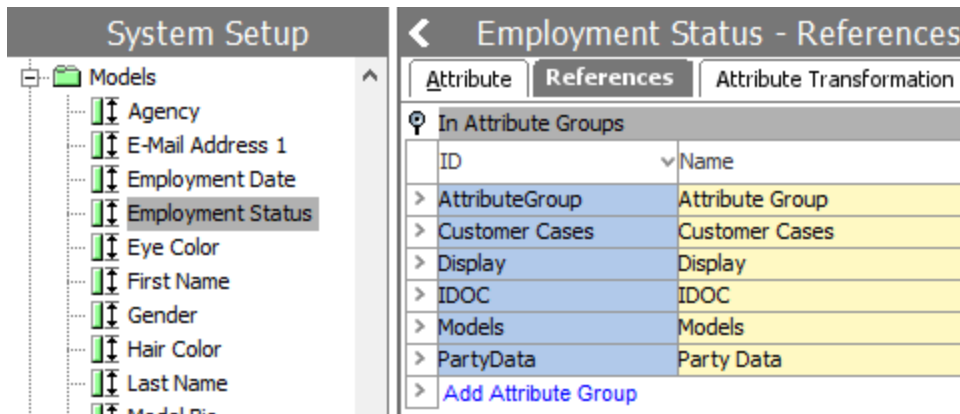 System Setup
Models
Agency
E-Mail Address 1
Employment Date
Employment Status
Eye Color
First Name
Gender
Hair Color
Last Name
Employment Status - References
Attribute References Attribute Transformation
In Attribute Groups
ID Name
AttributeGroup Attribute Group
Customer Cases Customer Cases
Display Display
IDOC IDOC
Models Models
PartyData Party Data
Add Attribute Group